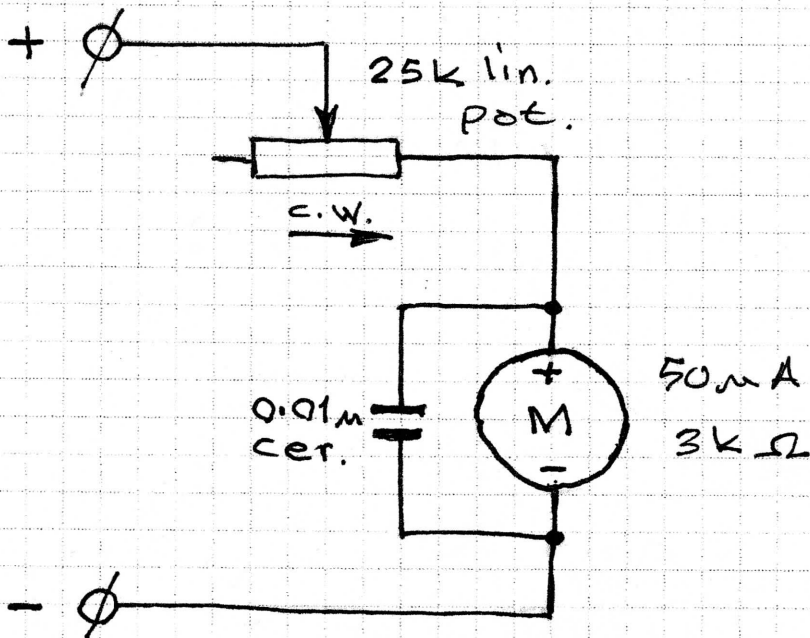 +
25k lin.
pot.
c.w.
0.01µ
cer.
+
M
-
50µA
3kΩ
-